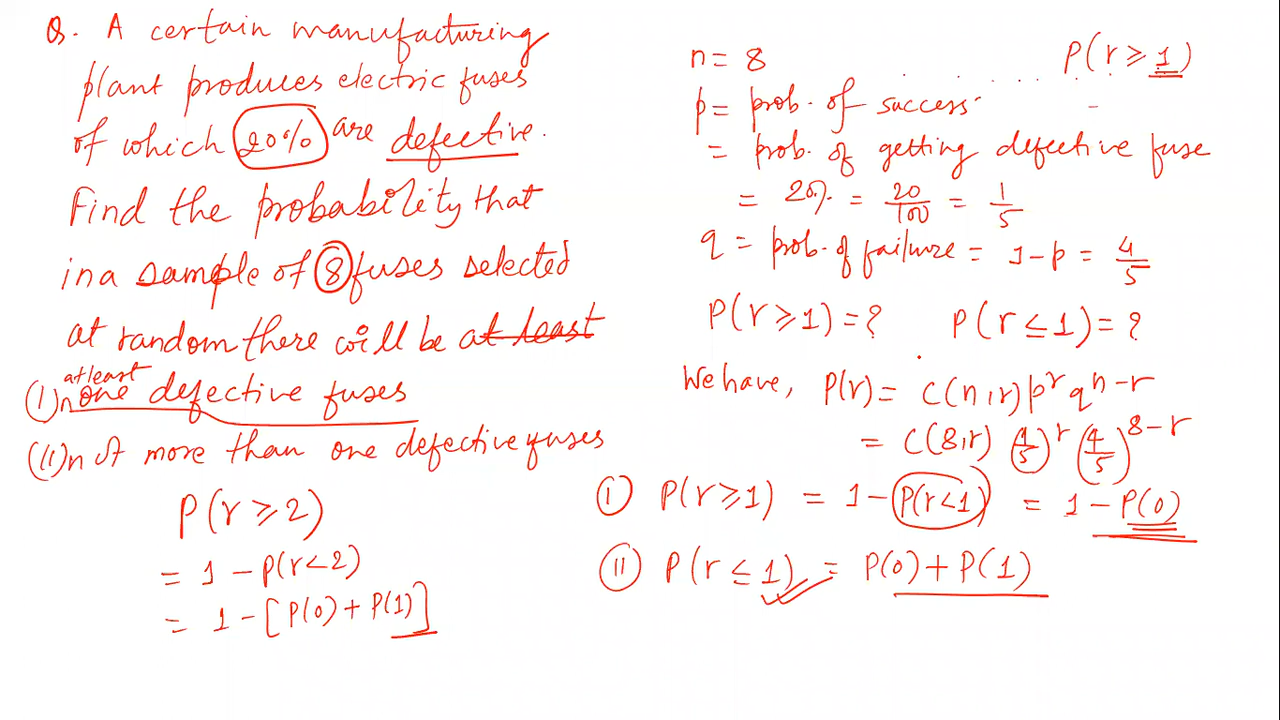 Q. A certain manufacturing
plant produces electric fuses
of which 20% are defective.
Find the probability that
in a sample of 8 fuses selected
at random there will be at least
at least
(I) one defective fuses
(II) not more than one defective fuses
P(r ≥ 2)
= 1 - P(r < 2)
= 1 - [P(0) + P(1)]
n = 8
P(r ≥ 1)
p = prob. of success
= prob. of getting defective fuse
= 20% = 20/100 = 1/5
q = prob. of failure = 1 - p = 4/5
P(r ≥ 1) = ? P(r ≤ 1) = ?
We have, P(r) = C(n, r) p^r q^n-r
= C(8, r) (1/5)^r (4/5)^8-r
(I) P(r ≥ 1) = 1 - P(r < 1) = 1 - P(0)
(II) P(r ≤ 1) = P(0) + P(1)